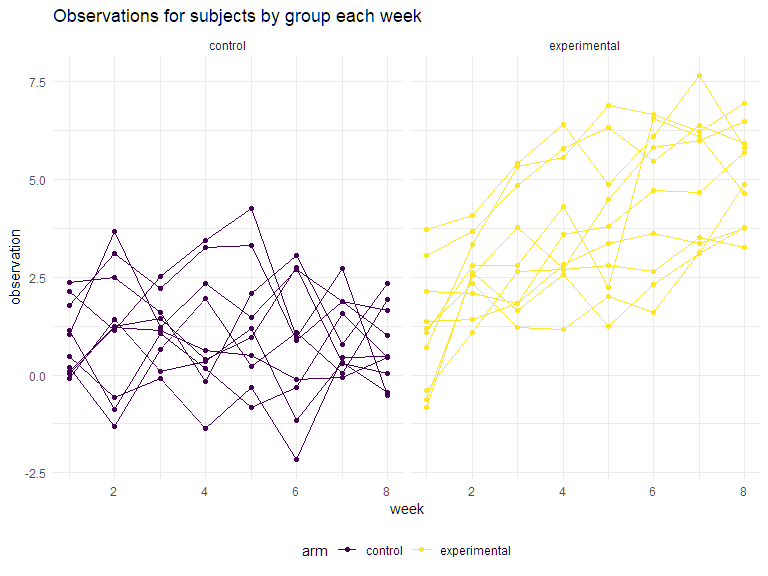 Observations for subjects by group each week
control experimental
7.5
5.0
2.5
0.0
-2.5
observation
2 4 6 8 2 4 6 8
week
arm control experimental